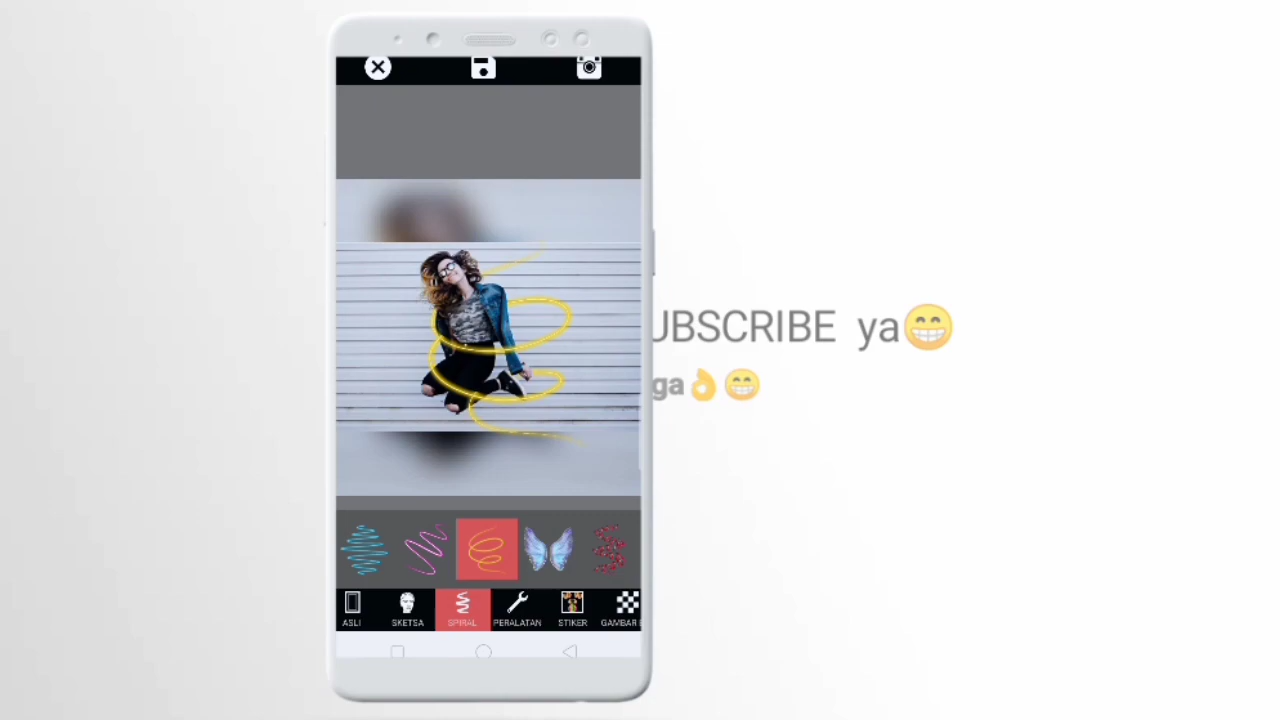 UBSCRIBE ya😁
ga👌😁
ASLI
SKETSA
SPIRAL
PERALATAN
STIKER
GAMBAR